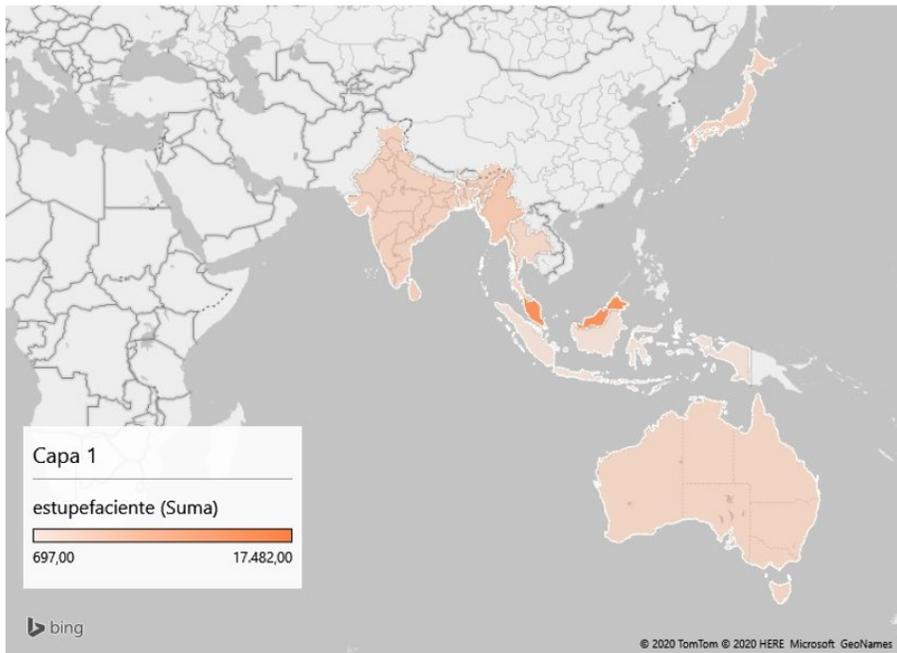 Capa 1
estupefaciente (Suma)
697,00 17.482,00
bing
© 2020 TomTom © 2020 HERE Microsoft GeoNames